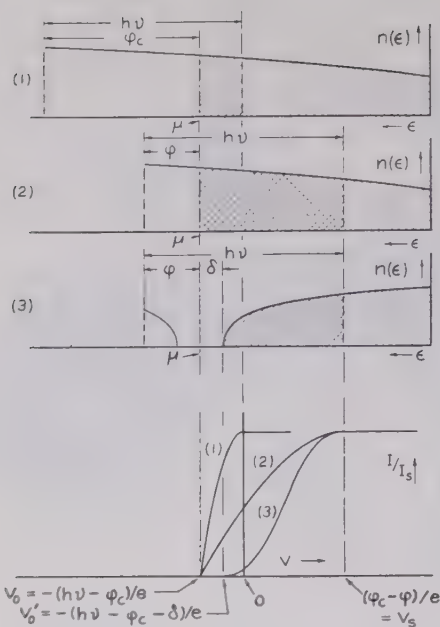 hν
φc
n(ϵ) ↑
(1)
μ
← ϵ
hν
φ
n(ϵ) ↑
(2)
μ
← ϵ
hν
φ
δ
n(ϵ) ↑
(3)
μ
← ϵ
(1)
(2)
(3)
I/Is ↑
V →
V₀ = -(hν - φc)/e
V₀' = -(hν - φc - δ)/e
0
(φc - φ)/e
= Vs